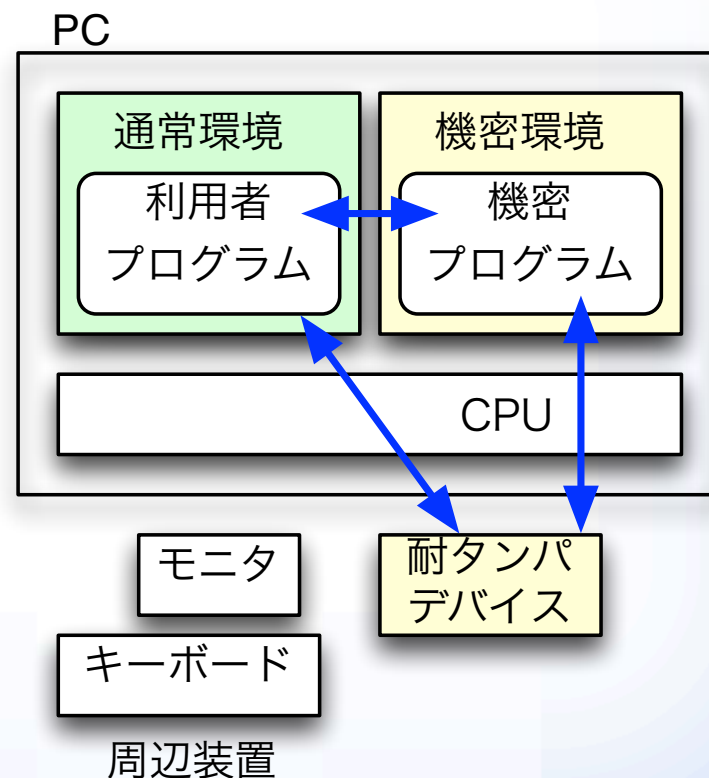 PC
通常環境
利用者
プログラム
機密環境
機密
プログラム
CPU
モニタ
キーボード
周辺装置
耐タンパ
デバイス